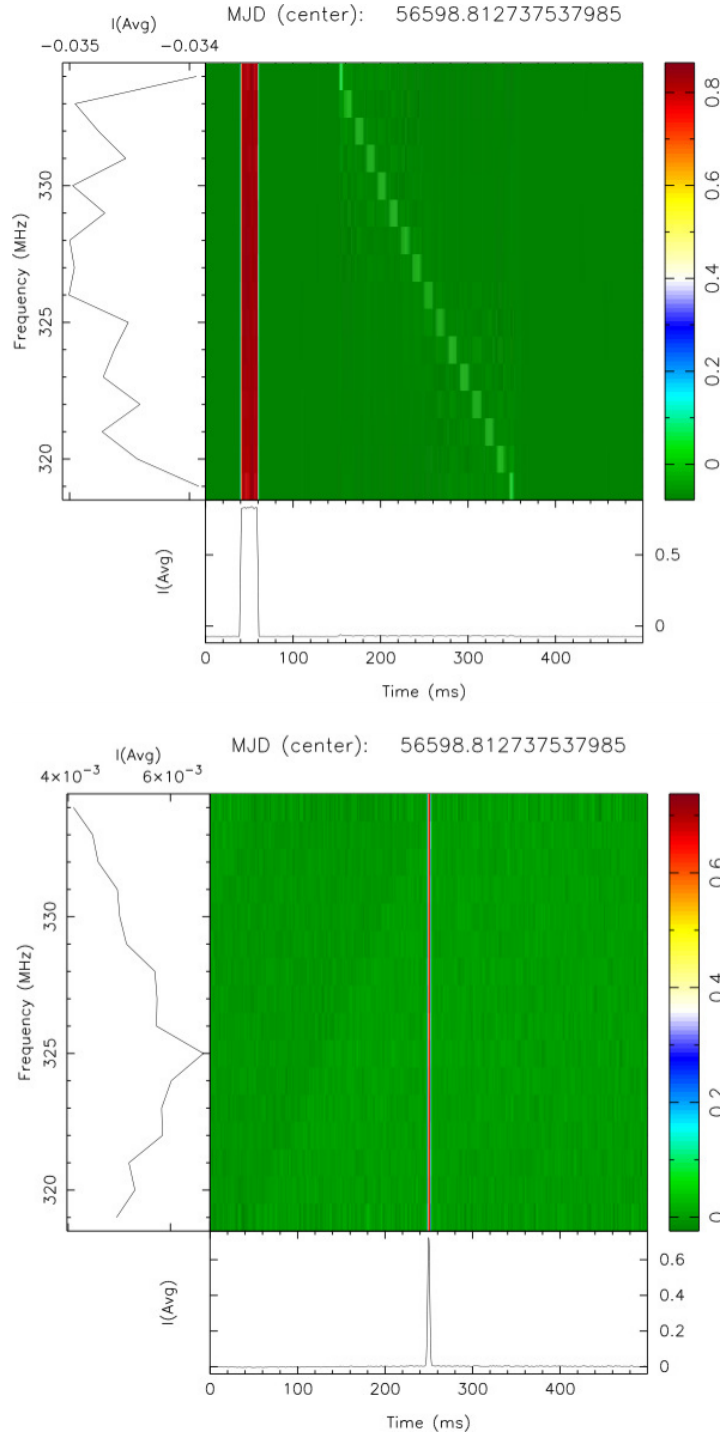 I(Avg)
MJD (center): 56598.812737537985
−0.035 −0.034
Frequency (MHz)
330
325
320
0.8
0.6
0.4
0.2
0
I(Avg)
0.5
0
0 100 200 300 400
Time (ms)
I(Avg)
MJD (center): 56598.812737537985
4×10⁻³ 6×10⁻³
Frequency (MHz)
330
325
320
0.6
0.4
0.2
0
I(Avg)
0.6
0.4
0.2
0
0 100 200 300 400
Time (ms)